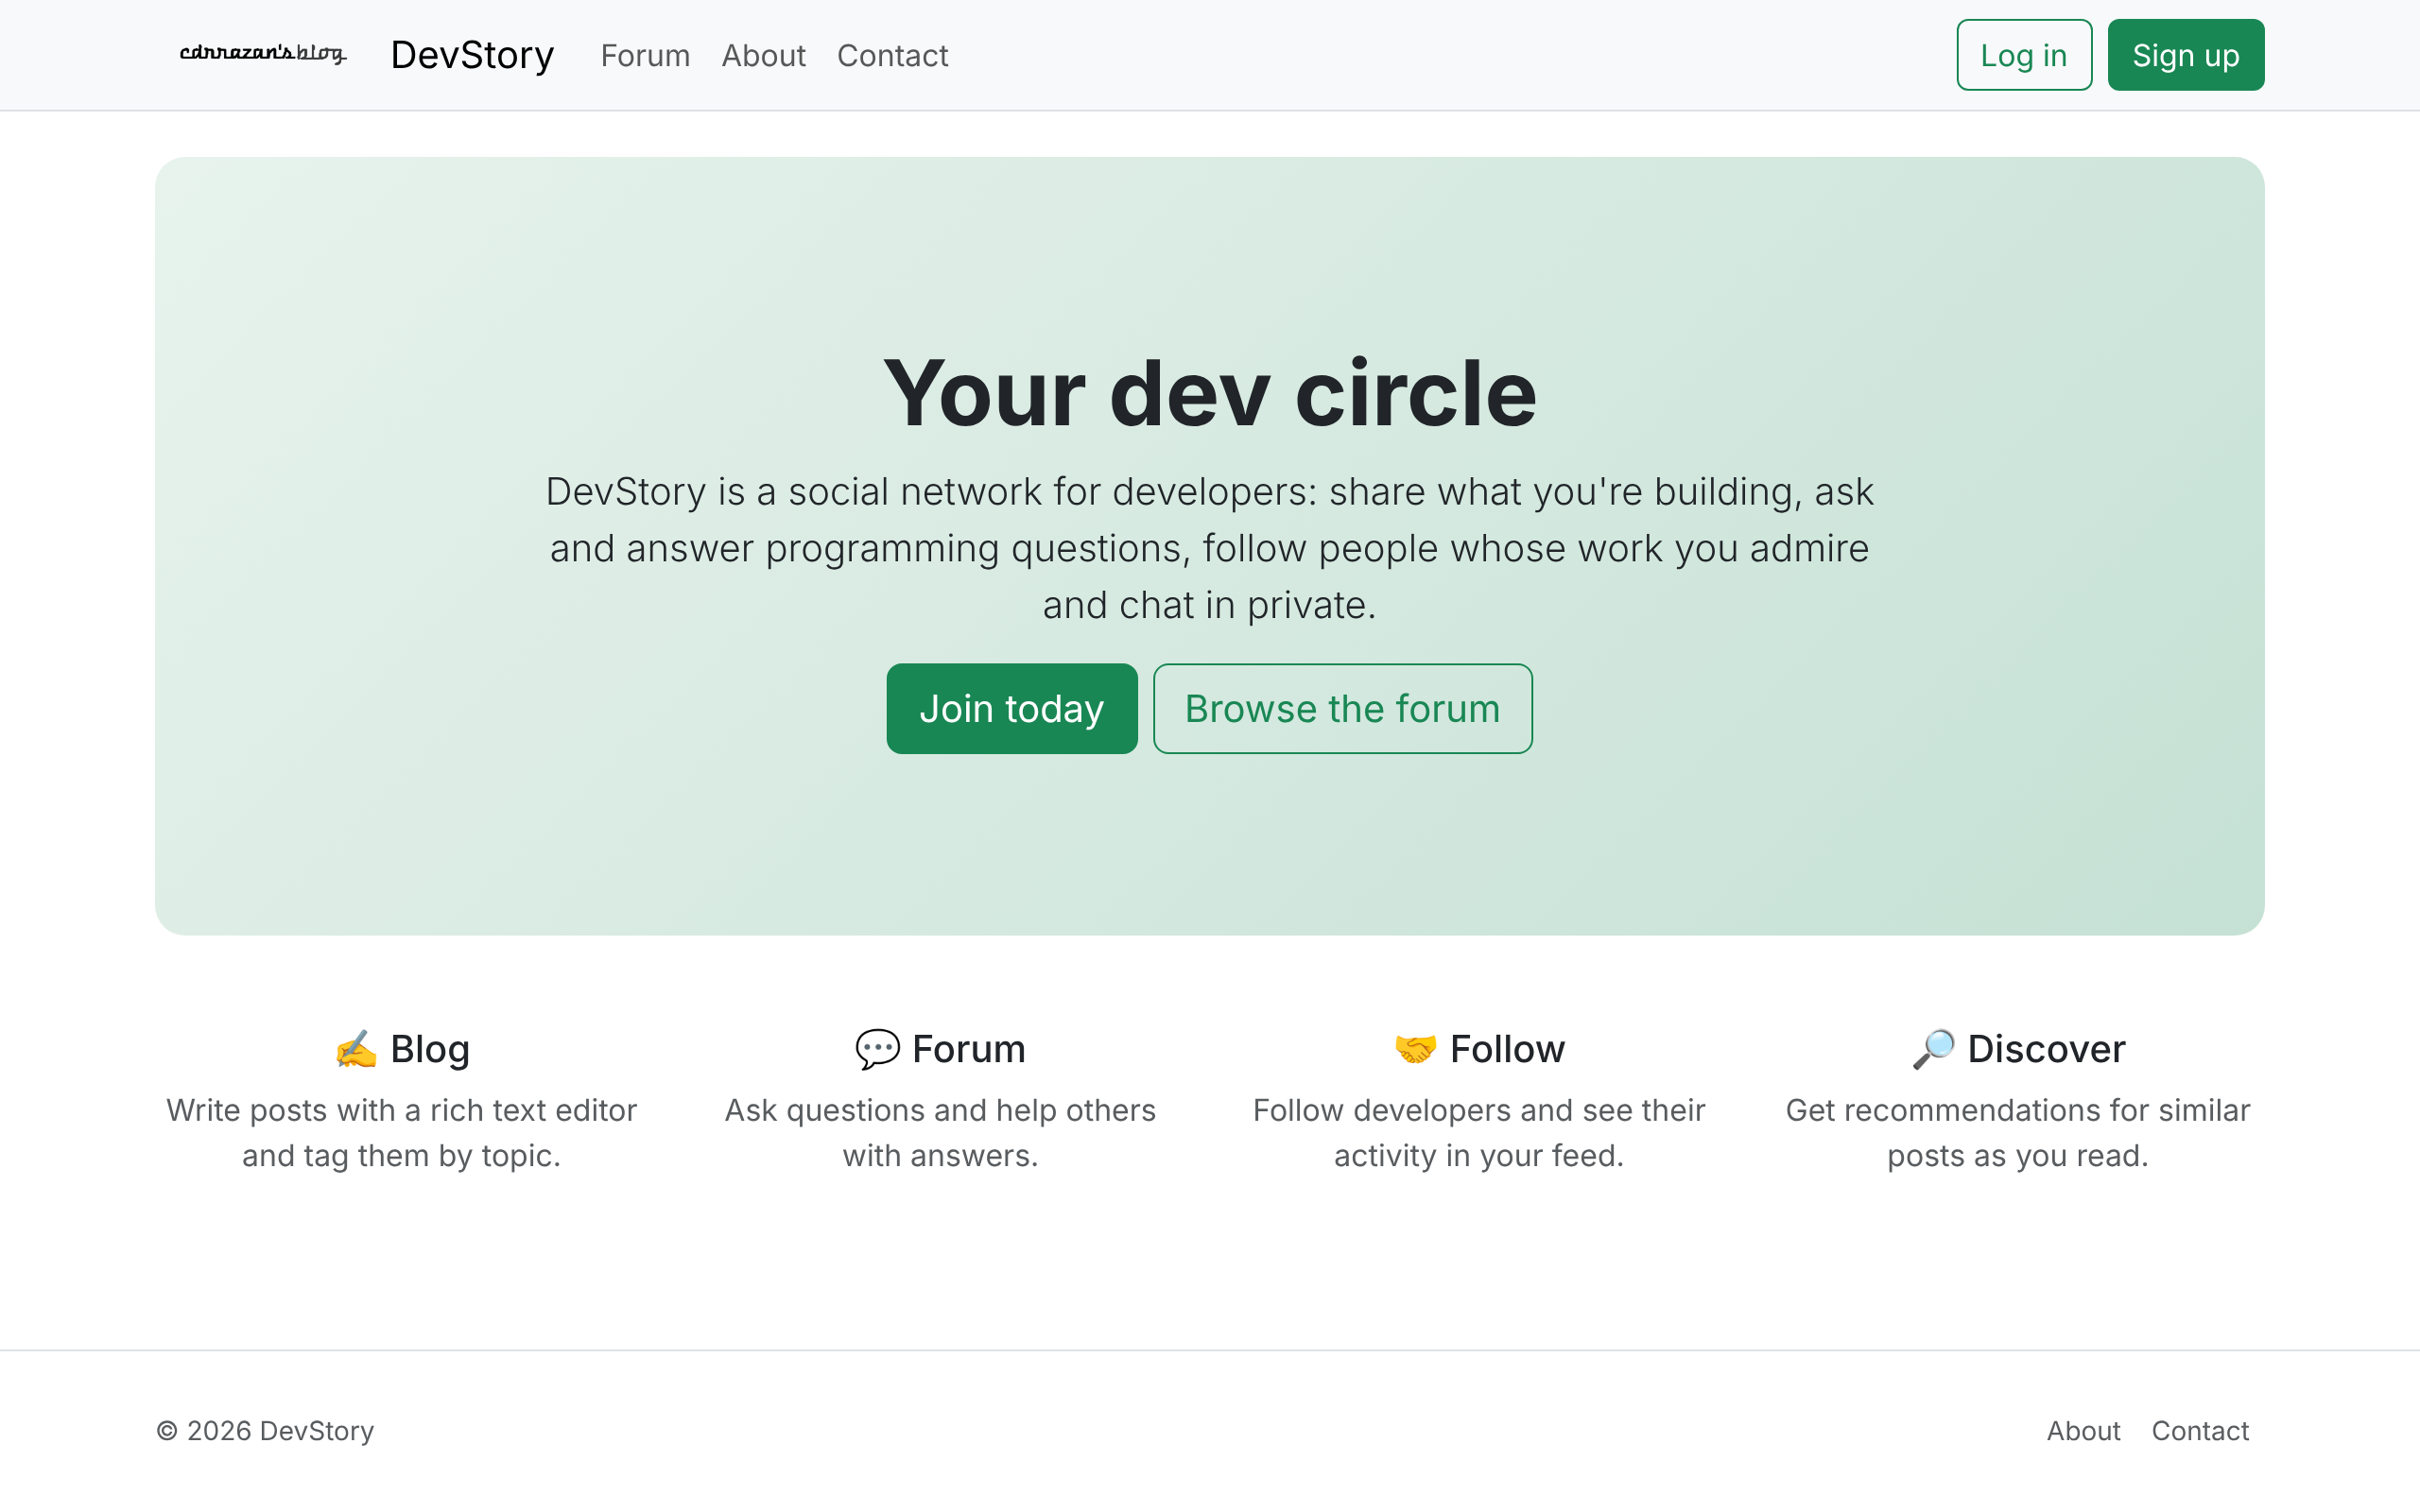 cdrrazan's blog DevStory Forum About Contact Log in Sign up
Your dev circle
DevStory is a social network for developers: share what you're building, ask
and answer programming questions, follow people whose work you admire
and chat in private.
Join today Browse the forum
✍️ Blog
Write posts with a rich text editor
and tag them by topic.
💬 Forum
Ask questions and help others
with answers.
🤝 Follow
Follow developers and see their
activity in your feed.
🔎 Discover
Get recommendations for similar
posts as you read.
© 2026 DevStory About Contact